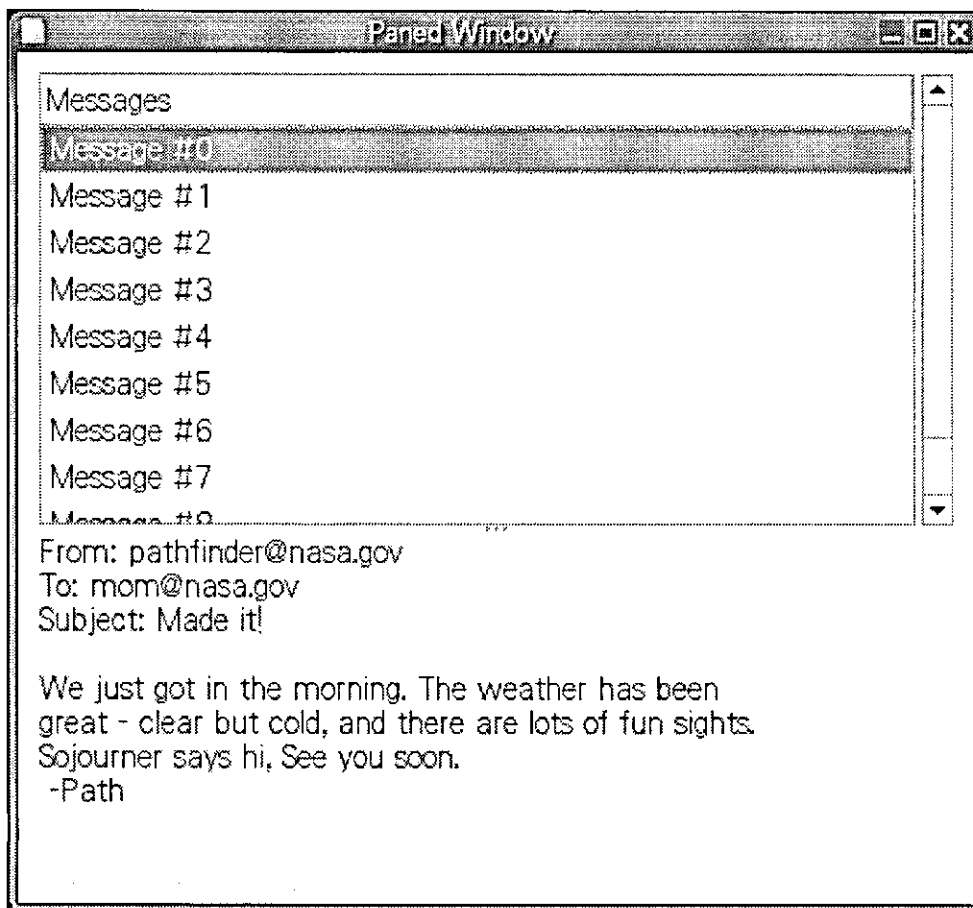 Paned Window
Messages
Message #0
Message #1
Message #2
Message #3
Message #4
Message #5
Message #6
Message #7
From: pathfinder@nasa.gov
To: mom@nasa.gov
Subject: Made it!
We just got in the morning. The weather has been
great - clear but cold, and there are lots of fun sights.
Sojourner says hi, See you soon.
-Path